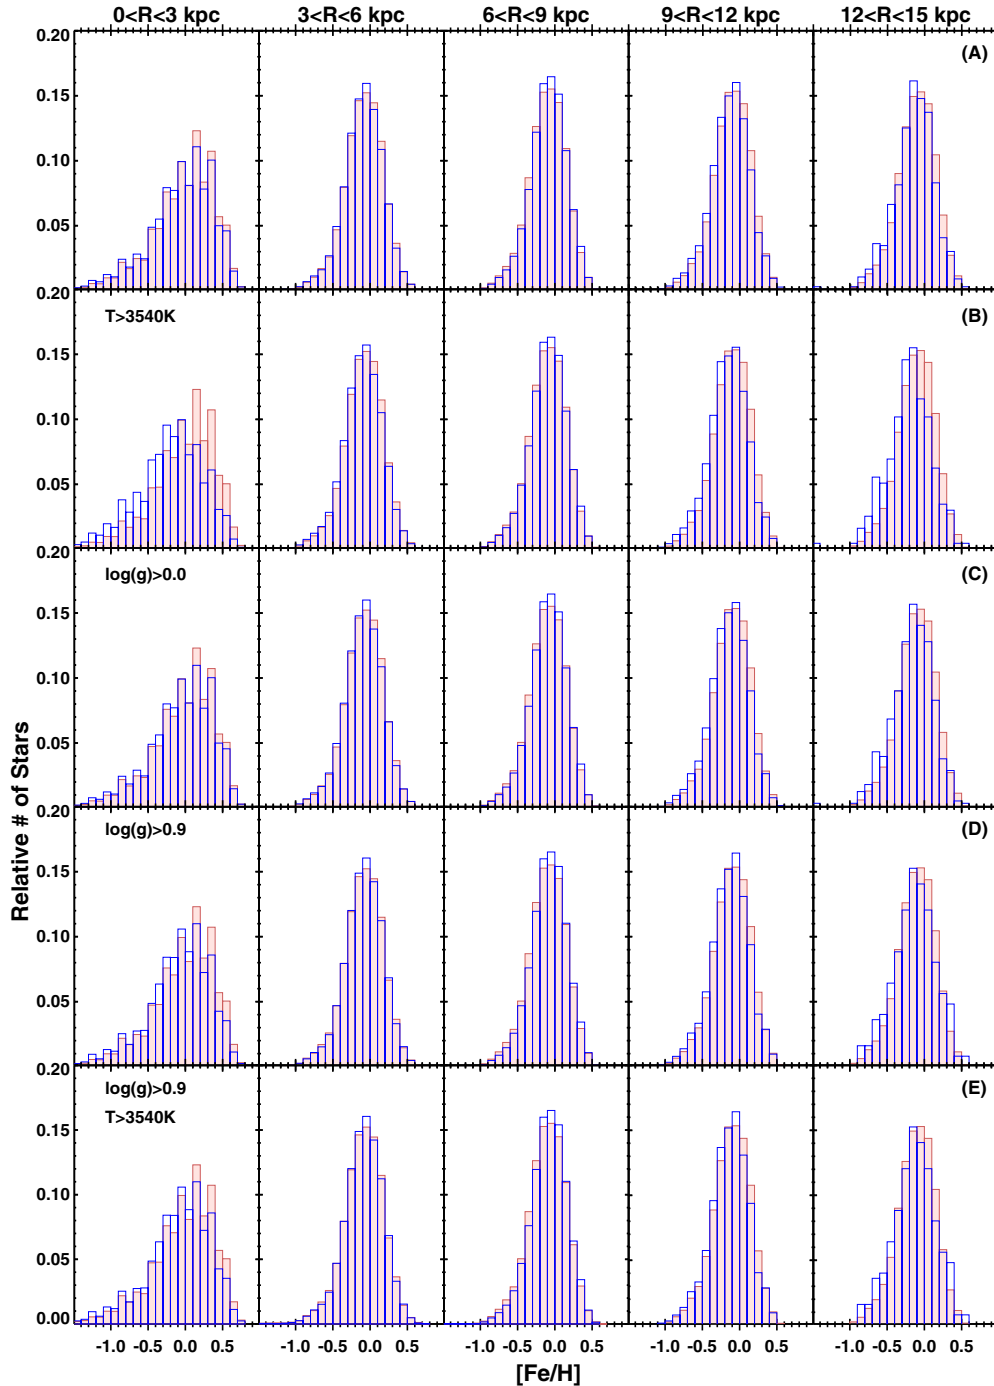 0<R<3 kpc 3<R<6 kpc 6<R<9 kpc 9<R<12 kpc 12<R<15 kpc
0.20
(A)
0.15
0.10
0.05
0.20
T>3540K
(B)
0.15
0.10
0.05
0.20
log(g)>0.0
(C)
0.15
0.10
0.05
0.20
log(g)>0.9
(D)
0.15
0.10
0.05
0.20
log(g)>0.9
(E)
T>3540K
0.15
0.10
0.05
0.00
Relative # of Stars
-1.0 -0.5 0.0 0.5 -1.0 -0.5 0.0 0.5 -1.0 -0.5 0.0 0.5 -1.0 -0.5 0.0 0.5 -1.0 -0.5 0.0 0.5
[Fe/H]